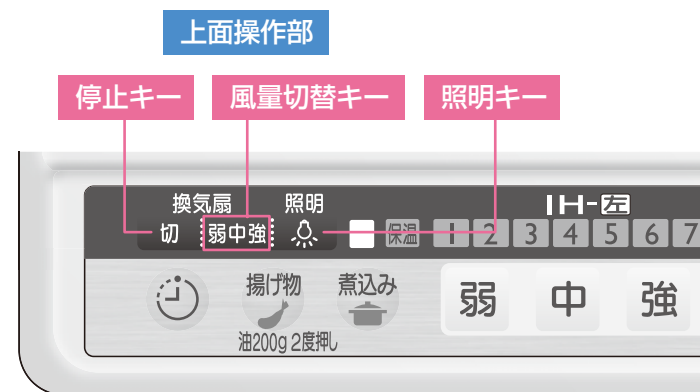 上面操作部
停止キー 風量切替キー 照明キー
換気扇 照明 IH-左
切 弱中強 保温 1 2 3 4 5 6 7
揚げ物 煮込み 弱 中 強
油200g 2度押し